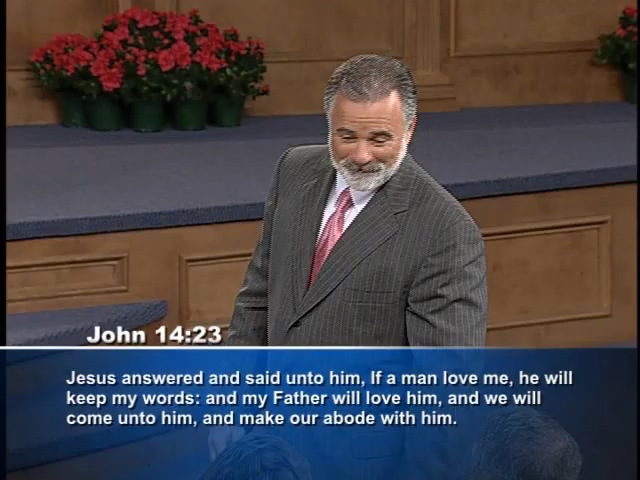 John 14:23
Jesus answered and said unto him, If a man love me, he will
keep my words: and my Father will love him, and we will
come unto him, and make our abode with him.